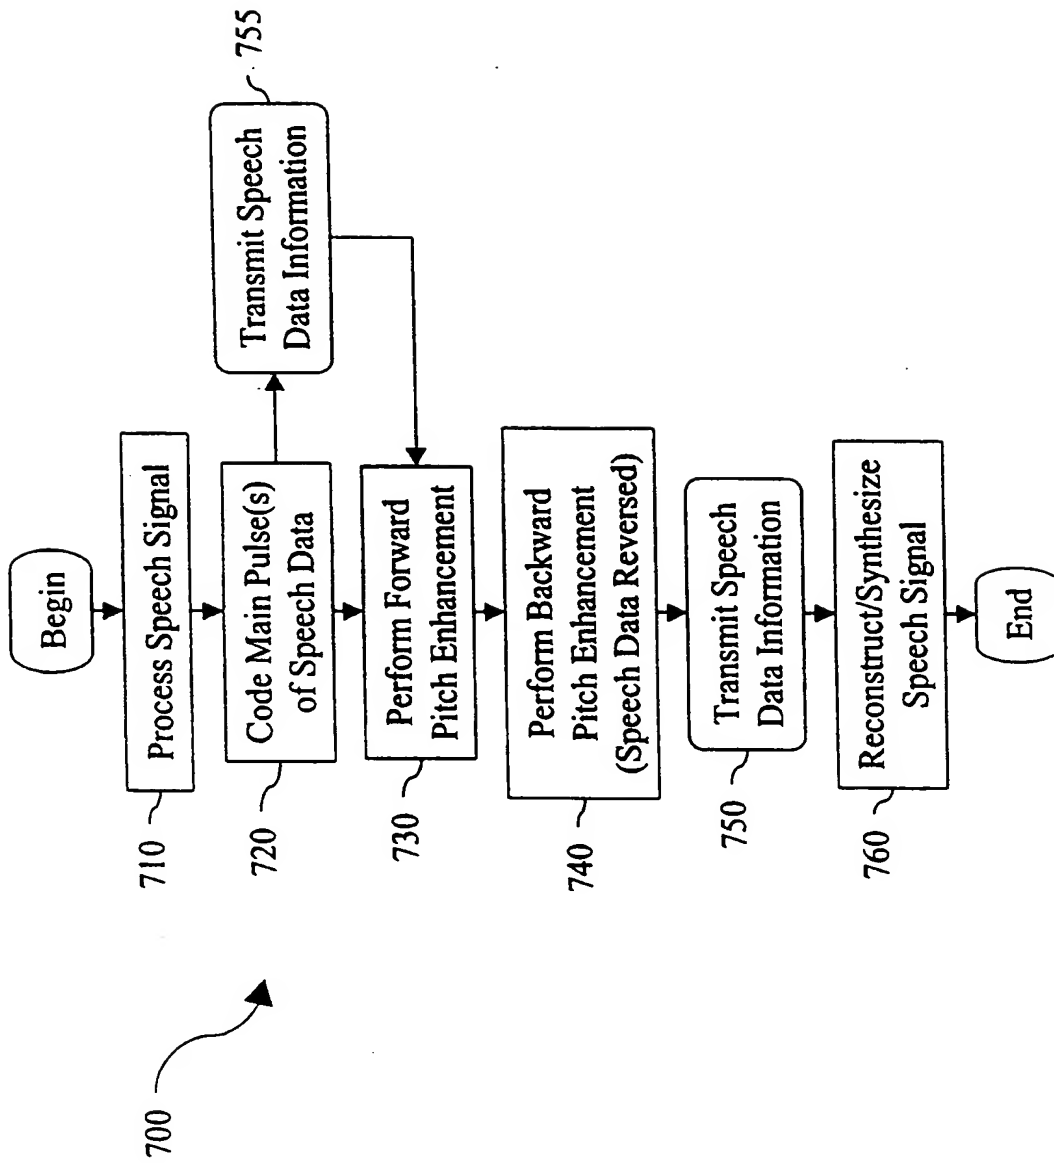 Begin
Process Speech Signal
710
Code Main Pulse(s)
of Speech Data
720
Transmit Speech
Data Information
755
Perform Forward
Pitch Enhancement
730
Perform Backward
Pitch Enhancement
(Speech Data Reversed)
740
Transmit Speech
Data Information
750
Reconstruct/Synthesize
Speech Signal
760
End
700